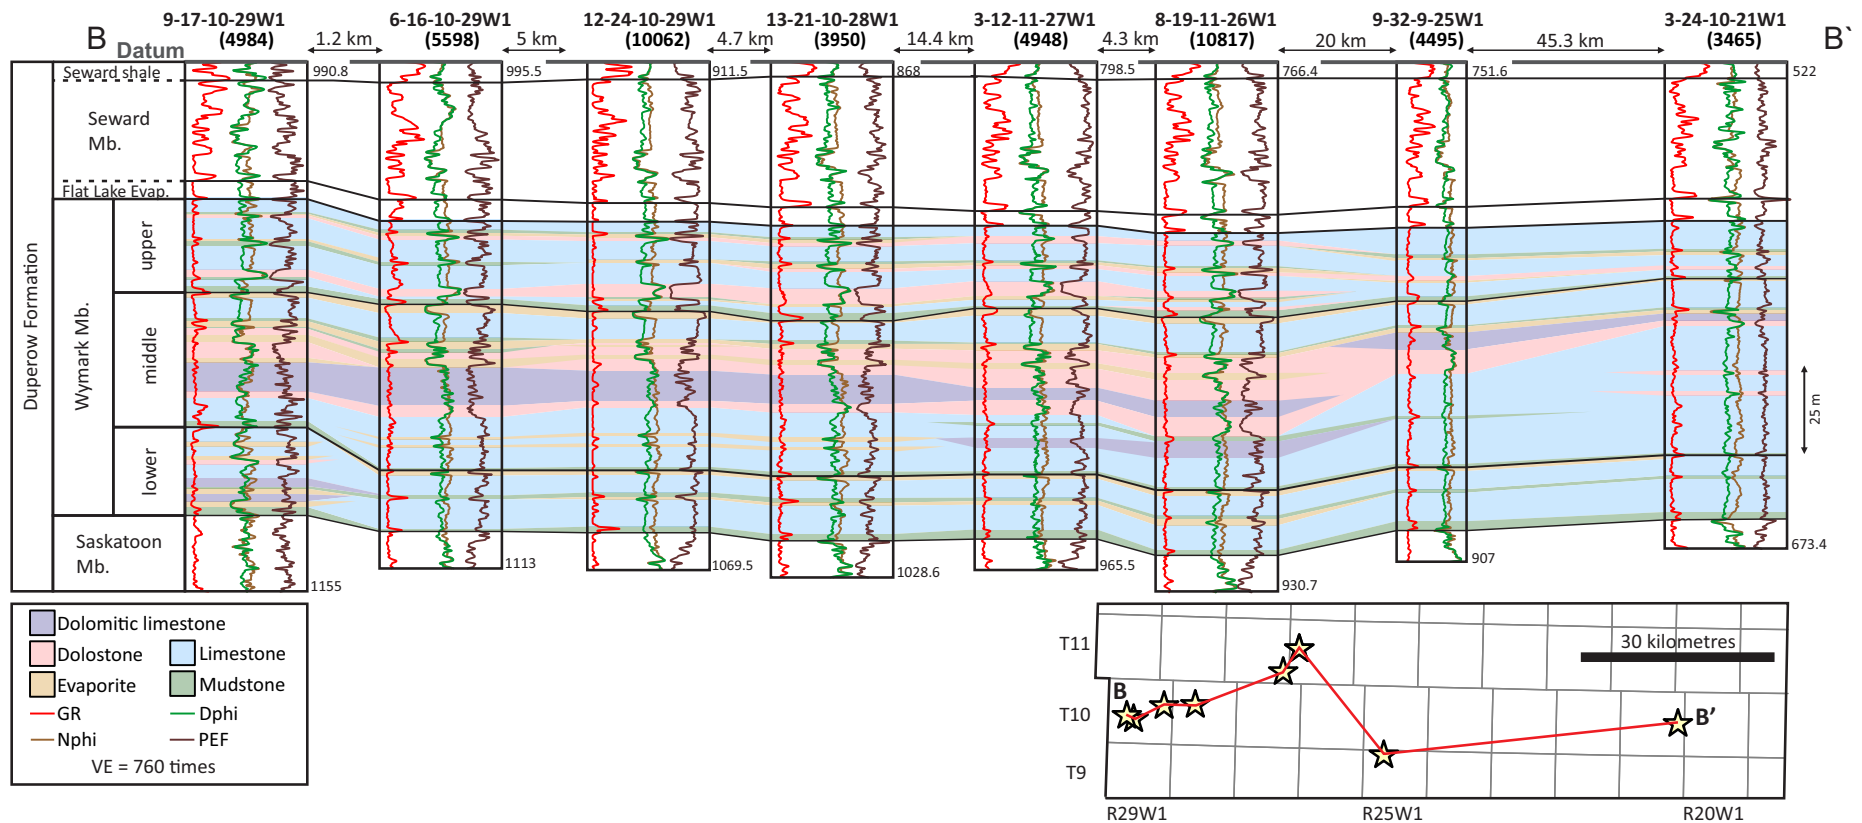 B
Datum
9-17-10-29W1
(4984)
1.2 km
6-16-10-29W1
(5598)
5 km
12-24-10-29W1
(10062)
4.7 km
13-21-10-28W1
(3950)
14.4 km
3-12-11-27W1
(4948)
4.3 km
8-19-11-26W1
(10817)
20 km
9-32-9-25W1
(4495)
45.3 km
3-24-10-21W1
(3465)
B`
990.8
995.5
911.5
868
798.5
766.4
751.6
522
Duperow Formation
Seward shale
Seward
Mb.
Flat Lake Evap.
Wymark Mb.
upper
middle
lower
Saskatoon
Mb.
1155
1113
1069.5
1028.6
965.5
930.7
907
673.4
25 m
Dolomitic limestone
Dolostone
Limestone
Evaporite
Mudstone
GR
Dphi
Nphi
PEF
VE = 760 times
T11
T10
T9
30 kilometres
B
B’
R29W1
R25W1
R20W1